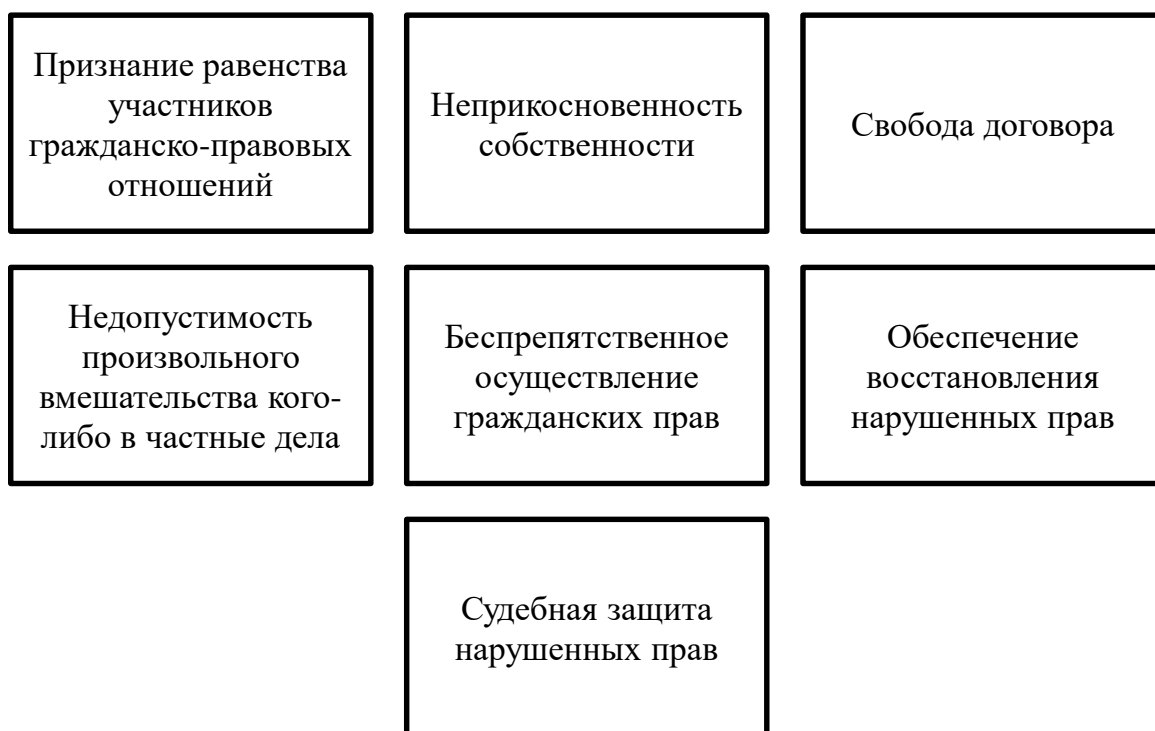 Признание равенства
участников
гражданско-правовых
отношений
Неприкосновенность
собственности
Свобода договора
Недопустимость
произвольного
вмешательства кого-
либо в частные дела
Беспрепятственное
осуществление
гражданских прав
Обеспечение
восстановления
нарушенных прав
Судебная защита
нарушенных прав